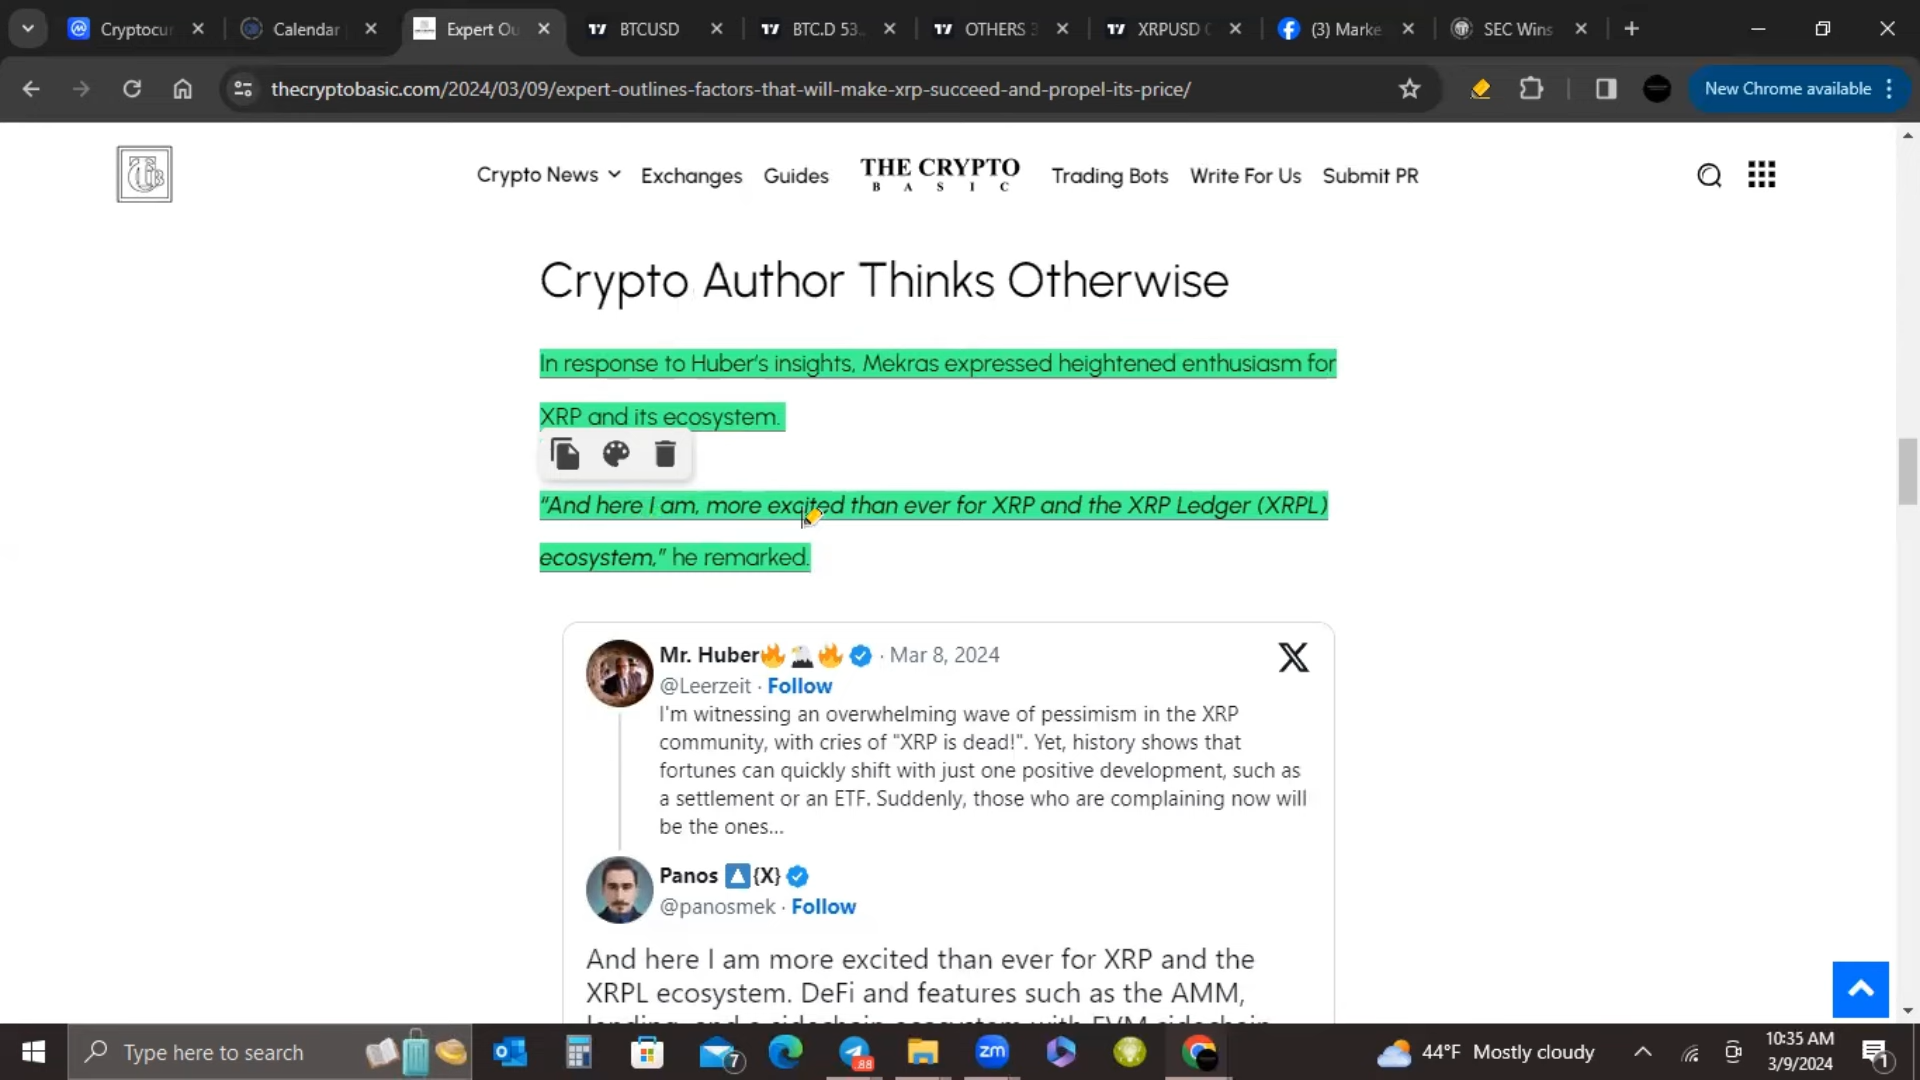 Cryptocur
Calendar
Expert Ou
BTCUSD
BTC.D 53..
OTHERS 3
XRPUSD
(3) Marke
SEC Wins
thecryptobasic.com/2024/03/09/expert-outlines-factors-that-will-make-xrp-succeed-and-propel-its-price/
New Chrome available
Crypto News
Exchanges
Guides
THE CRYPTO
BASIC
Trading Bots
Write For Us
Submit PR
Crypto Author Thinks Otherwise
In response to Huber’s insights, Mekras expressed heightened enthusiasm for
XRP and its ecosystem.
“And here I am, more excited than ever for XRP and the XRP Ledger (XRPL)
ecosystem,” he remarked.
Mr. Huber🔥🦅🔥 · Mar 8, 2024
@Leerzeit · Follow
I'm witnessing an overwhelming wave of pessimism in the XRP
community, with cries of "XRP is dead!". Yet, history shows that
fortunes can quickly shift with just one positive development, such as
a settlement or an ETF. Suddenly, those who are complaining now will
be the ones...
Panos {X}
@panosmek · Follow
And here I am more excited than ever for XRP and the
XRPL ecosystem. DeFi and features such as the AMM,
Type here to search
7
88
zm
44°F Mostly cloudy
10:35 AM
3/9/2024
1